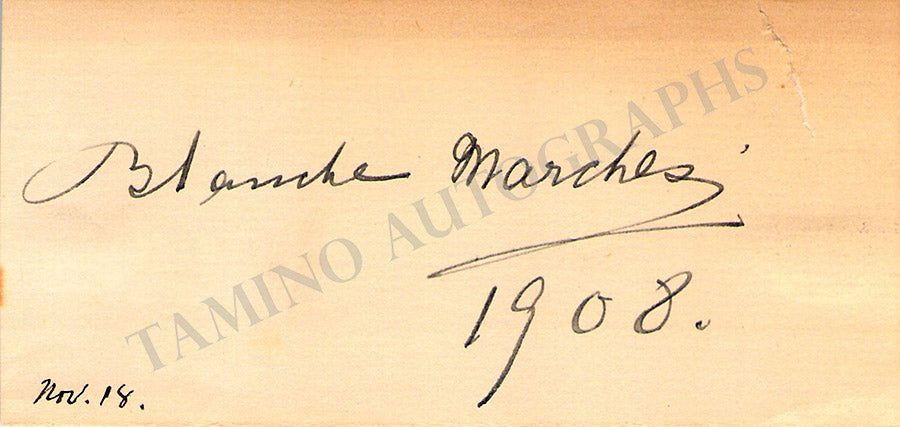 Blanche Marchesi
1908.
Nov. 18.
TAMINO AUTOGRAPHS